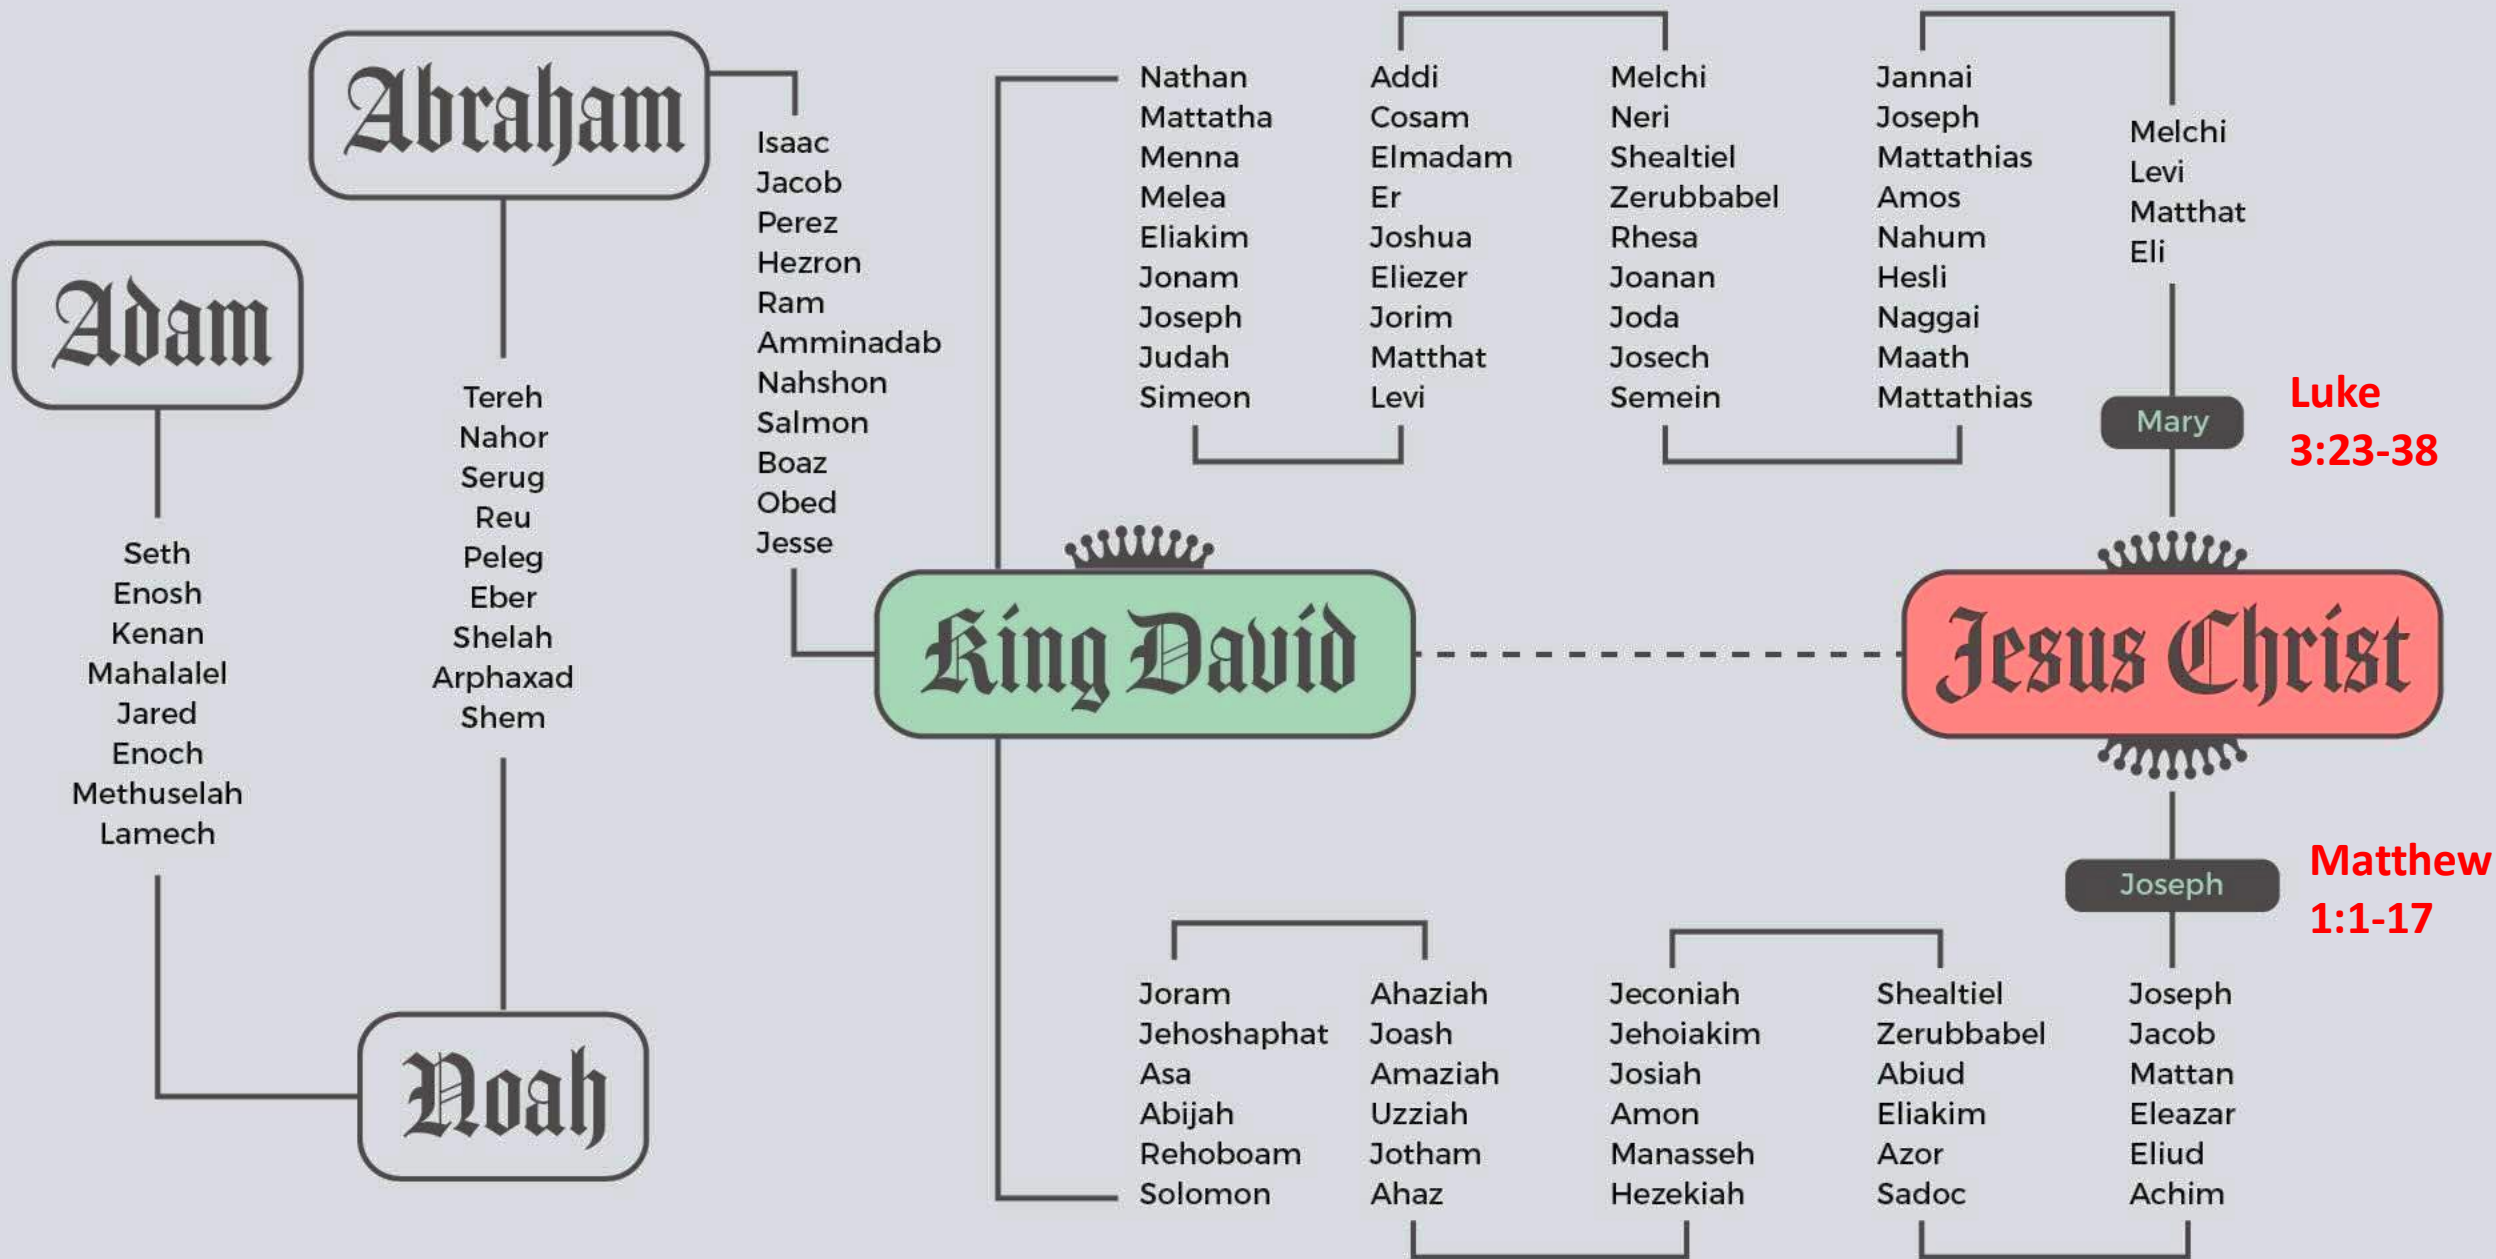 Adam
Seth
Enosh
Kenan
Mahalalel
Jared
Enoch
Methuselah
Lamech
Noah
Abraham
Tereh
Nahor
Serug
Reu
Peleg
Eber
Shelah
Arphaxad
Shem
Isaac
Jacob
Perez
Hezron
Ram
Amminadab
Nahshon
Salmon
Boaz
Obed
Jesse
King David
Nathan
Mattatha
Menna
Melea
Eliakim
Jonam
Joseph
Judah
Simeon
Addi
Cosam
Elmadam
Er
Joshua
Eliezer
Jorim
Matthat
Levi
Melchi
Neri
Shealtiel
Zerubbabel
Rhesa
Joanan
Joda
Josech
Semein
Jannai
Joseph
Mattathias
Amos
Nahum
Hesli
Naggai
Maath
Mattathias
Melchi
Levi
Matthat
Eli
Mary
Luke
3:23-38
Jesus Christ
Joseph
Matthew
1:1-17
Joram
Jehoshaphat
Asa
Abijah
Rehoboam
Solomon
Ahaziah
Joash
Amaziah
Uzziah
Jotham
Ahaz
Jeconiah
Jehoiakim
Josiah
Amon
Manasseh
Hezekiah
Shealtiel
Zerubbabel
Abiud
Eliakim
Azor
Sadoc
Joseph
Jacob
Mattan
Eleazar
Eliud
Achim